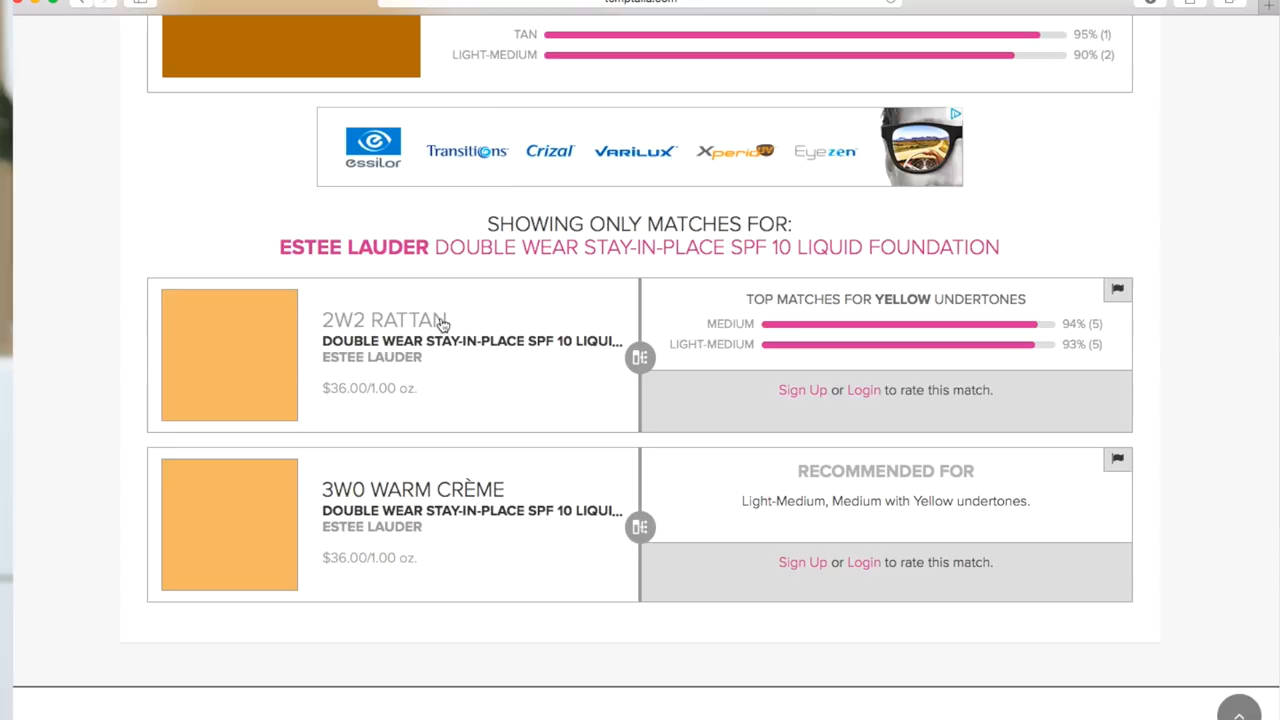 TAN 95% (1)
LIGHT-MEDIUM 90% (2)
essilor Transitions Crizal VARILUX Xperio UV Eyezen
SHOWING ONLY MATCHES FOR:
ESTEE LAUDER DOUBLE WEAR STAY-IN-PLACE SPF 10 LIQUID FOUNDATION
2W2 RATTAN
DOUBLE WEAR STAY-IN-PLACE SPF 10 LIQUI...
ESTEE LAUDER
$36.00/1.00 oz.
TOP MATCHES FOR YELLOW UNDERTONES
MEDIUM 94% (5)
LIGHT-MEDIUM 93% (5)
Sign Up or Login to rate this match.
3W0 WARM CRÈME
DOUBLE WEAR STAY-IN-PLACE SPF 10 LIQUI...
ESTEE LAUDER
$36.00/1.00 oz.
RECOMMENDED FOR
Light-Medium, Medium with Yellow undertones.
Sign Up or Login to rate this match.